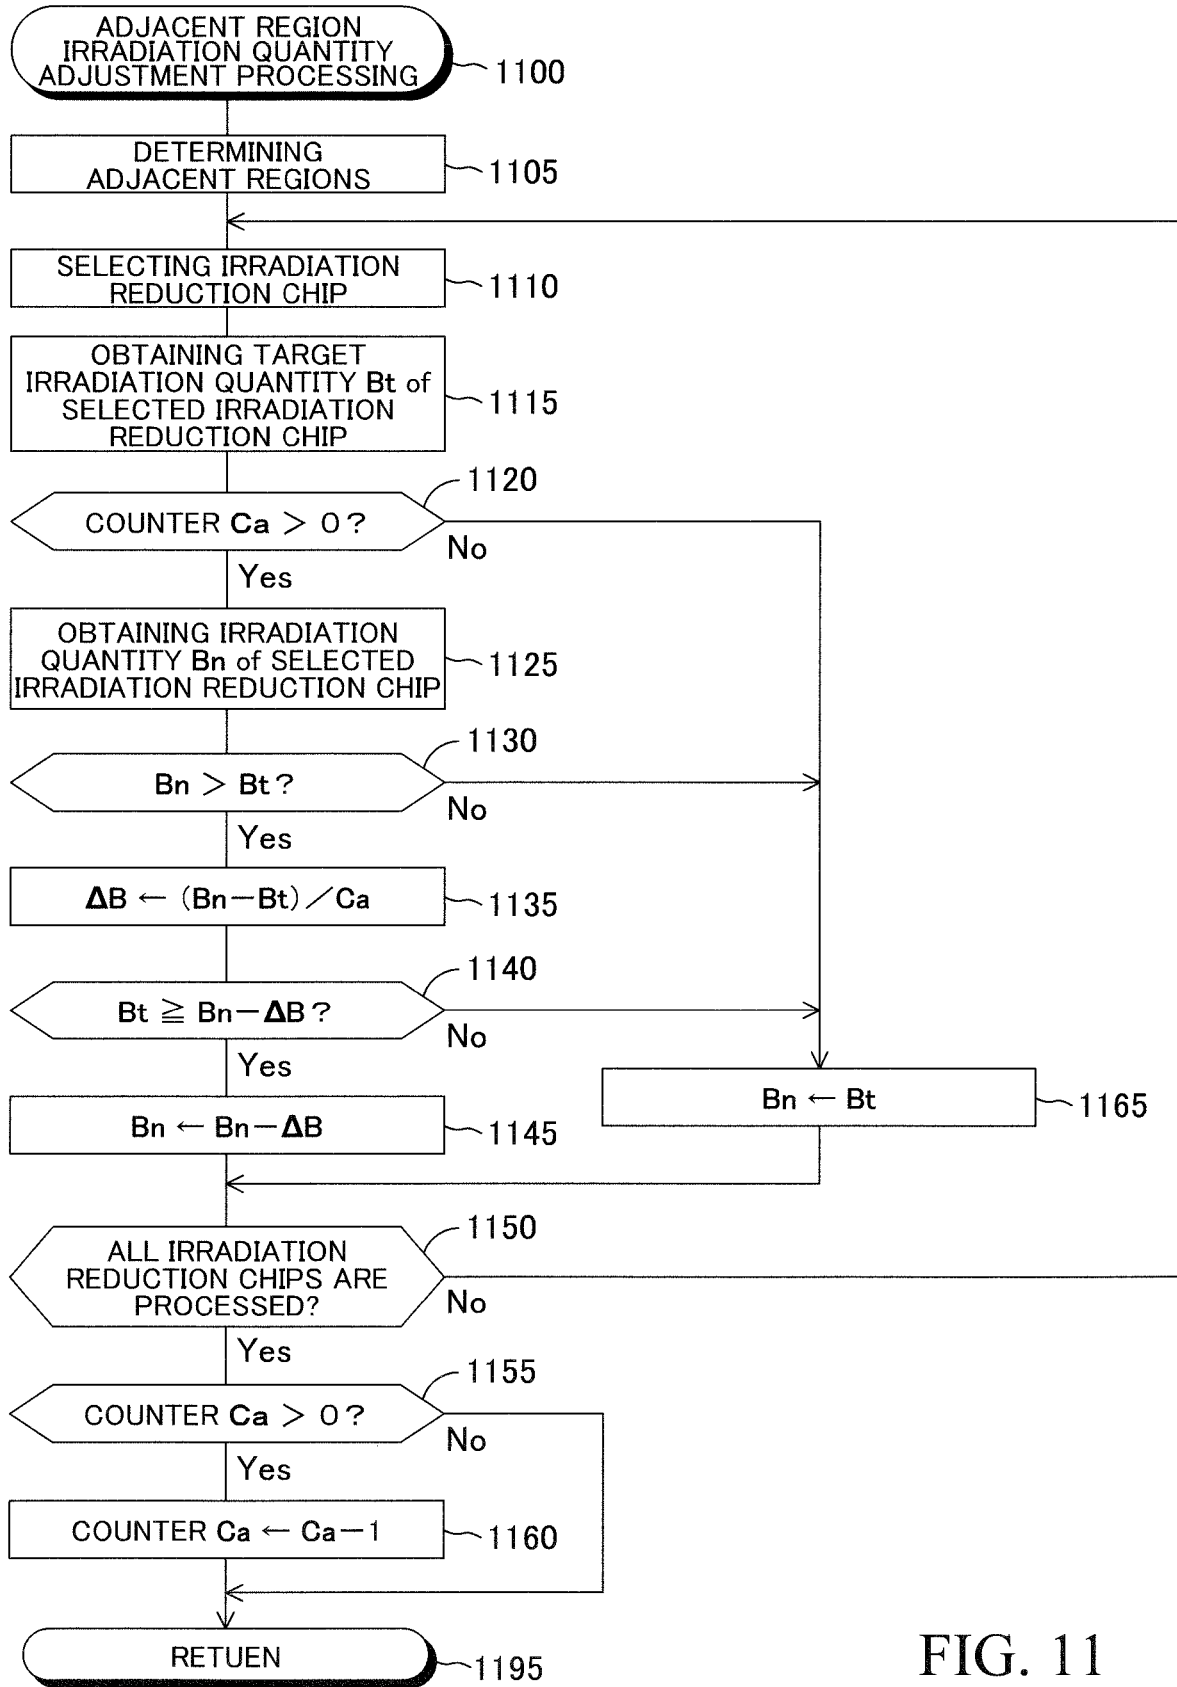 ADJACENT REGION
IRRADIATION QUANTITY
ADJUSTMENT PROCESSING
1100
DETERMINING
ADJACENT REGIONS
1105
SELECTING IRRADIATION
REDUCTION CHIP
1110
OBTAINING TARGET
IRRADIATION QUANTITY Bt of
SELECTED IRRADIATION
REDUCTION CHIP
1115
1120
COUNTER Ca > 0?
No
Yes
OBTAINING IRRADIATION
QUANTITY Bn of SELECTED
IRRADIATION REDUCTION CHIP
1125
1130
Bn > Bt?
No
Yes
ΔB ← (Bn−Bt)/Ca
1135
1140
Bt ≧ Bn−ΔB?
No
Yes
Bn ← Bn−ΔB
1145
Bn ← Bt
1165
1150
ALL IRRADIATION
REDUCTION CHIPS ARE
PROCESSED?
No
Yes
1155
COUNTER Ca > 0?
No
Yes
COUNTER Ca ← Ca−1
1160
RETUEN
1195
FIG. 11